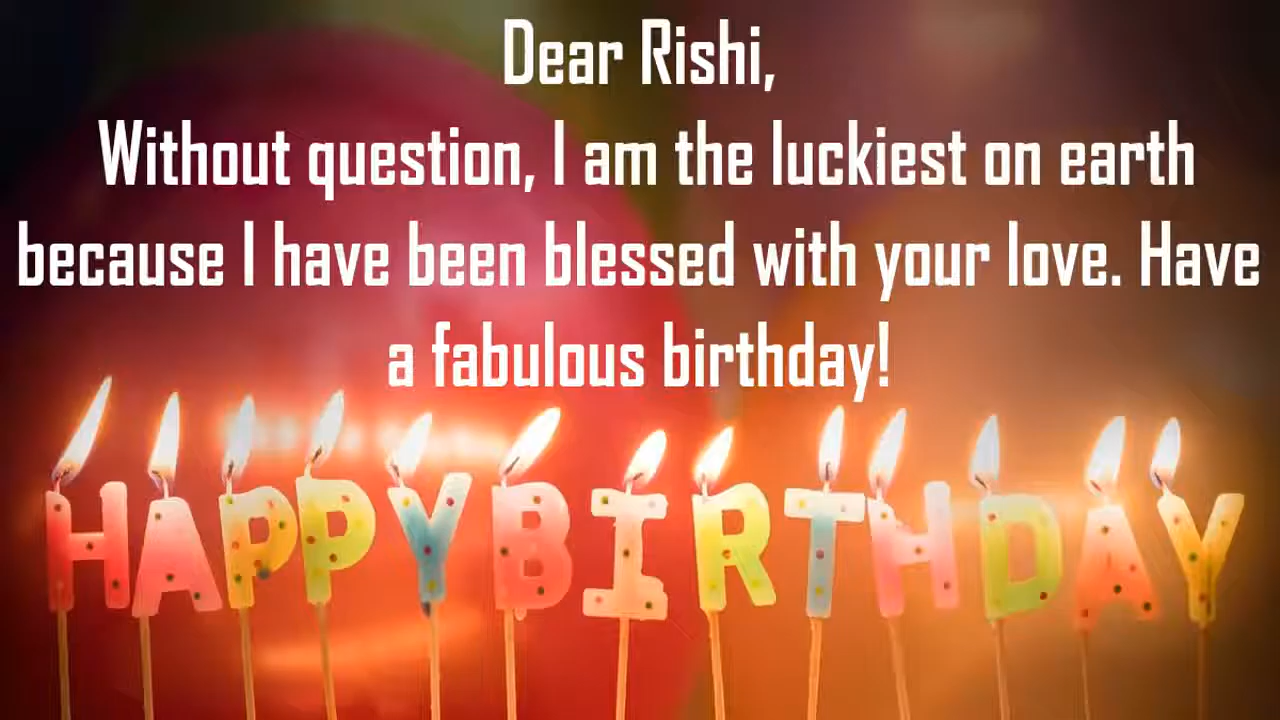 Dear Rishi,
Without question, I am the luckiest on earth
because I have been blessed with your love. Have
a fabulous birthday!
HAPPY BIRTHDAY